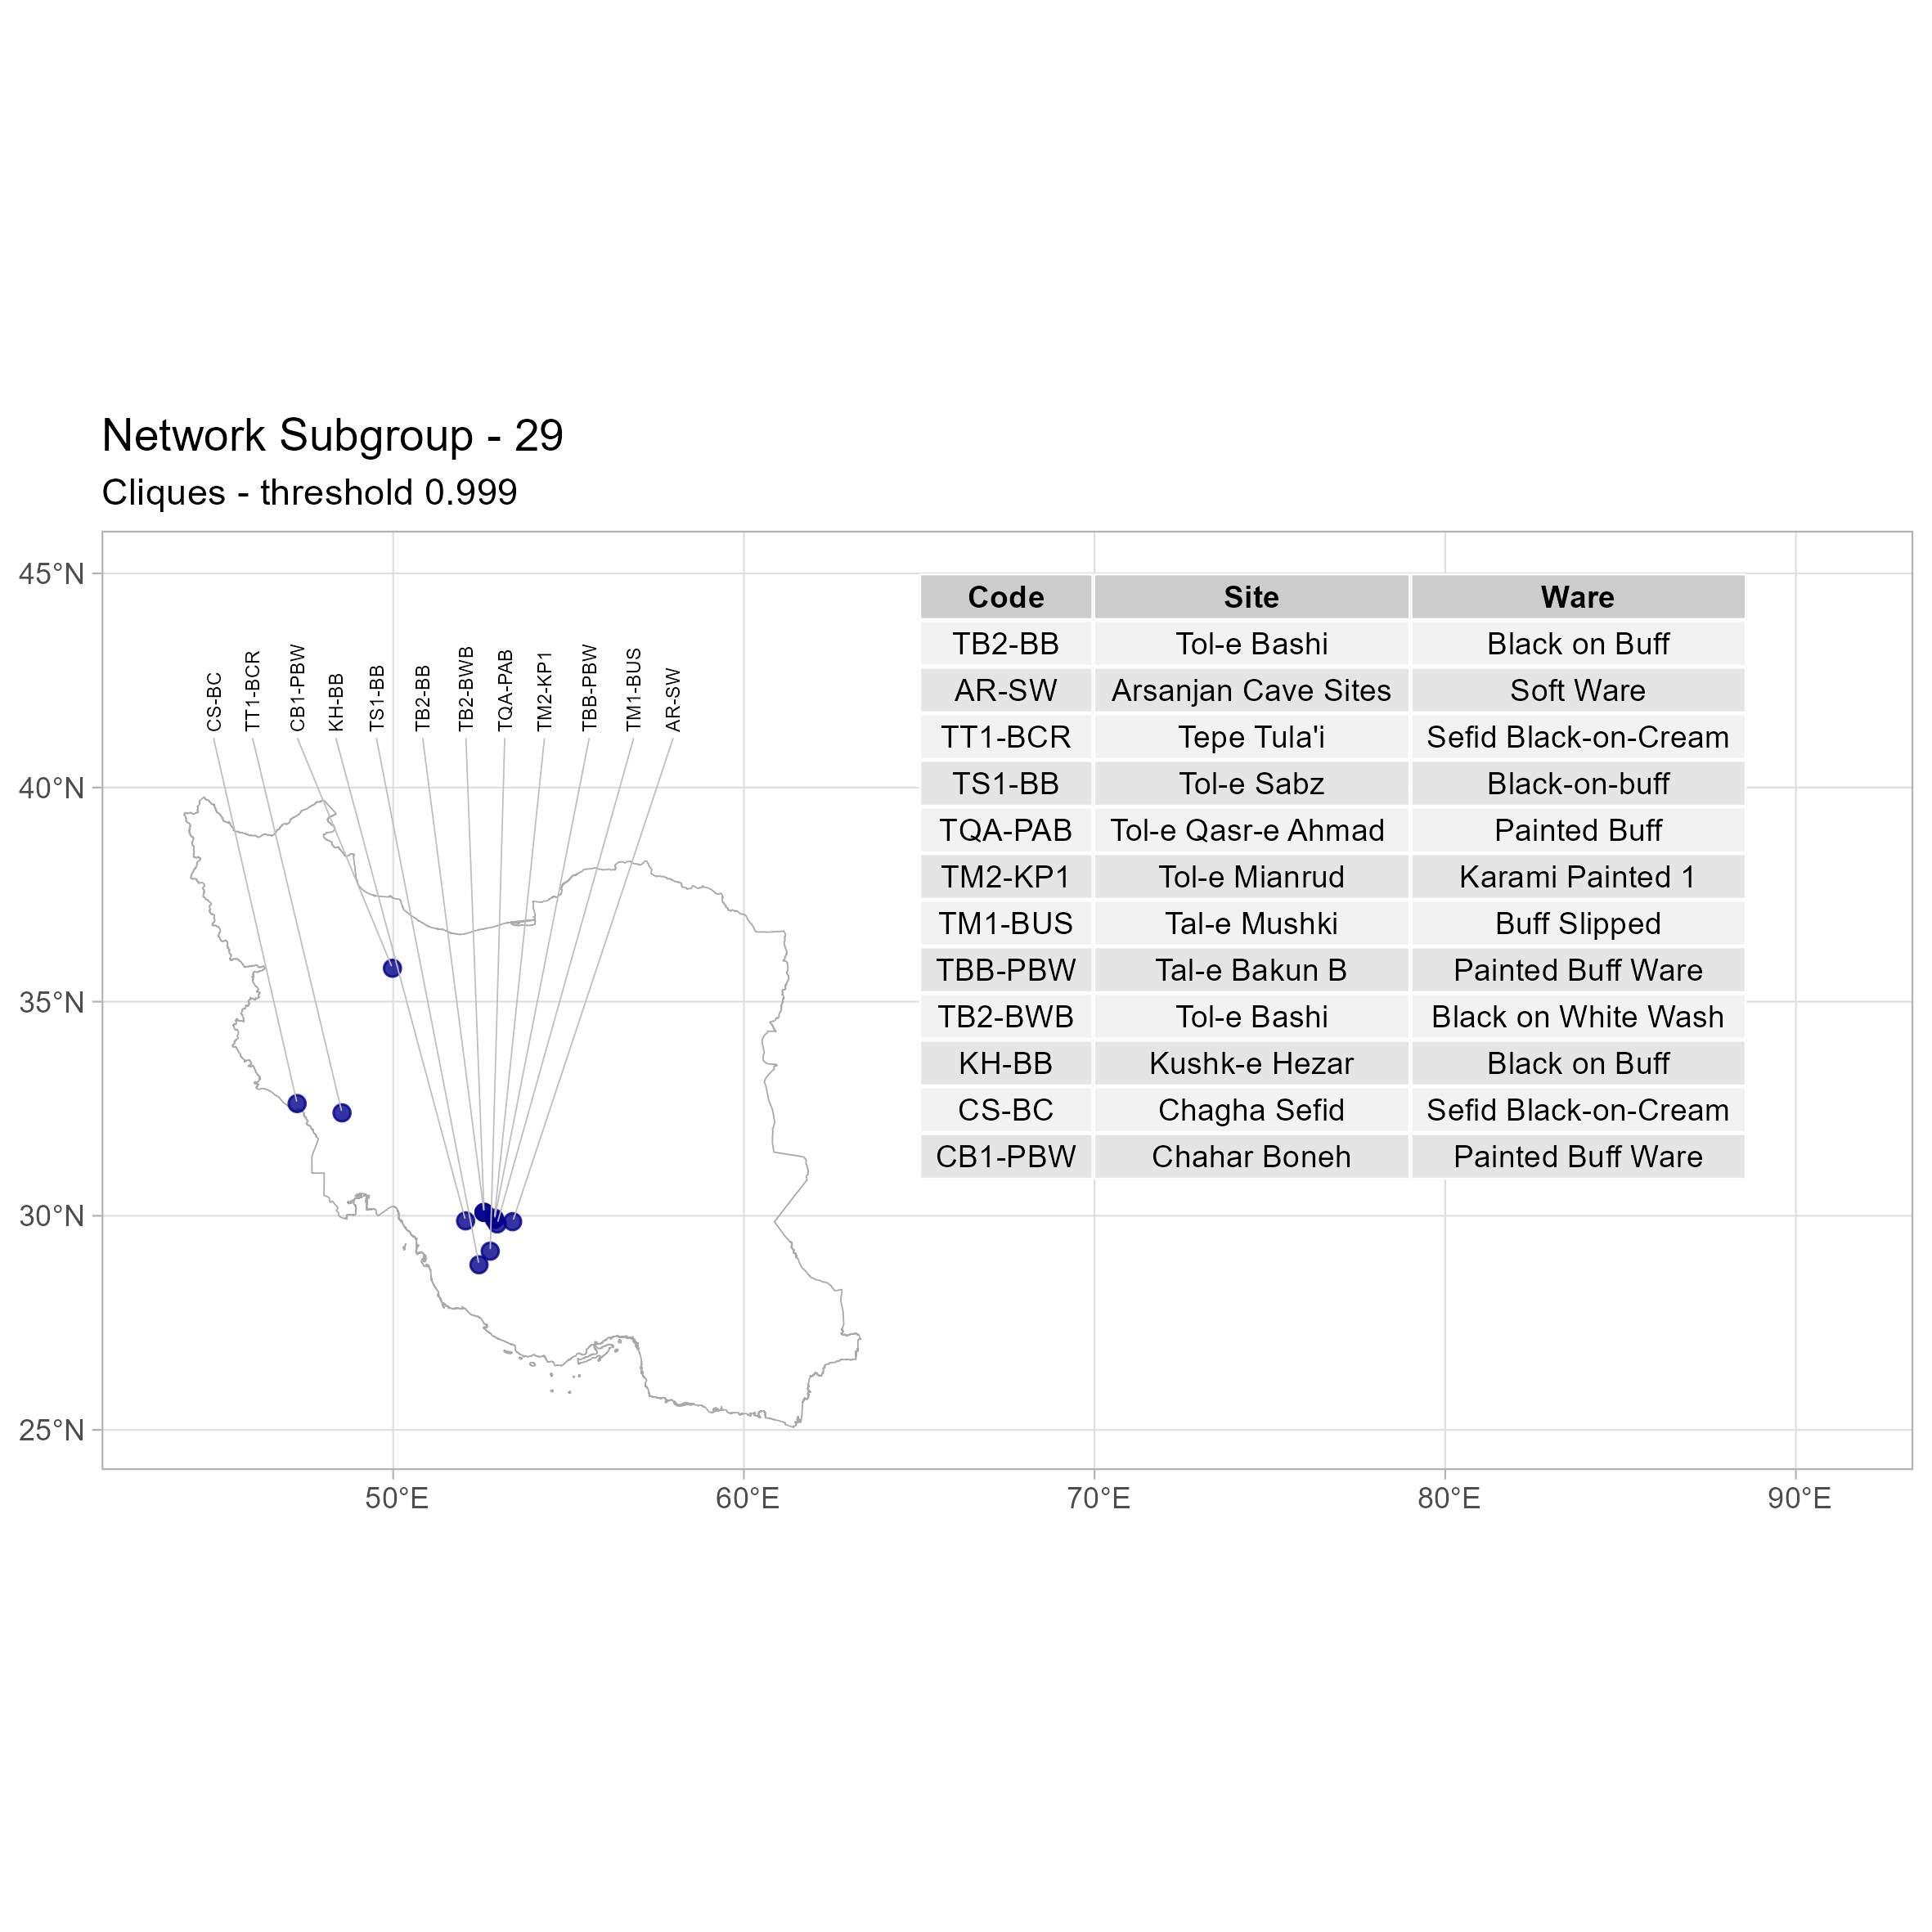 Network Subgroup - 29
Cliques - threshold 0.999
45°N
40°N
35°N
30°N
25°N
50°E
60°E
70°E
80°E
90°E
CS-BC
TT1-BCR
CB1-PBW
KH-BB
TS1-BB
TB2-BB
TB2-BWB
TQA-PAB
TM2-KP1
TBB-PBW
TM1-BUS
AR-SW
Code Site Ware
TB2-BB Tol-e Bashi Black on Buff
AR-SW Arsanjan Cave Sites Soft Ware
TT1-BCR Tepe Tula'i Sefid Black-on-Cream
TS1-BB Tol-e Sabz Black-on-buff
TQA-PAB Tol-e Qasr-e Ahmad Painted Buff
TM2-KP1 Tol-e Mianrud Karami Painted 1
TM1-BUS Tal-e Mushki Buff Slipped
TBB-PBW Tal-e Bakun B Painted Buff Ware
TB2-BWB Tol-e Bashi Black on White Wash
KH-BB Kushk-e Hezar Black on Buff
CS-BC Chagha Sefid Sefid Black-on-Cream
CB1-PBW Chahar Boneh Painted Buff Ware